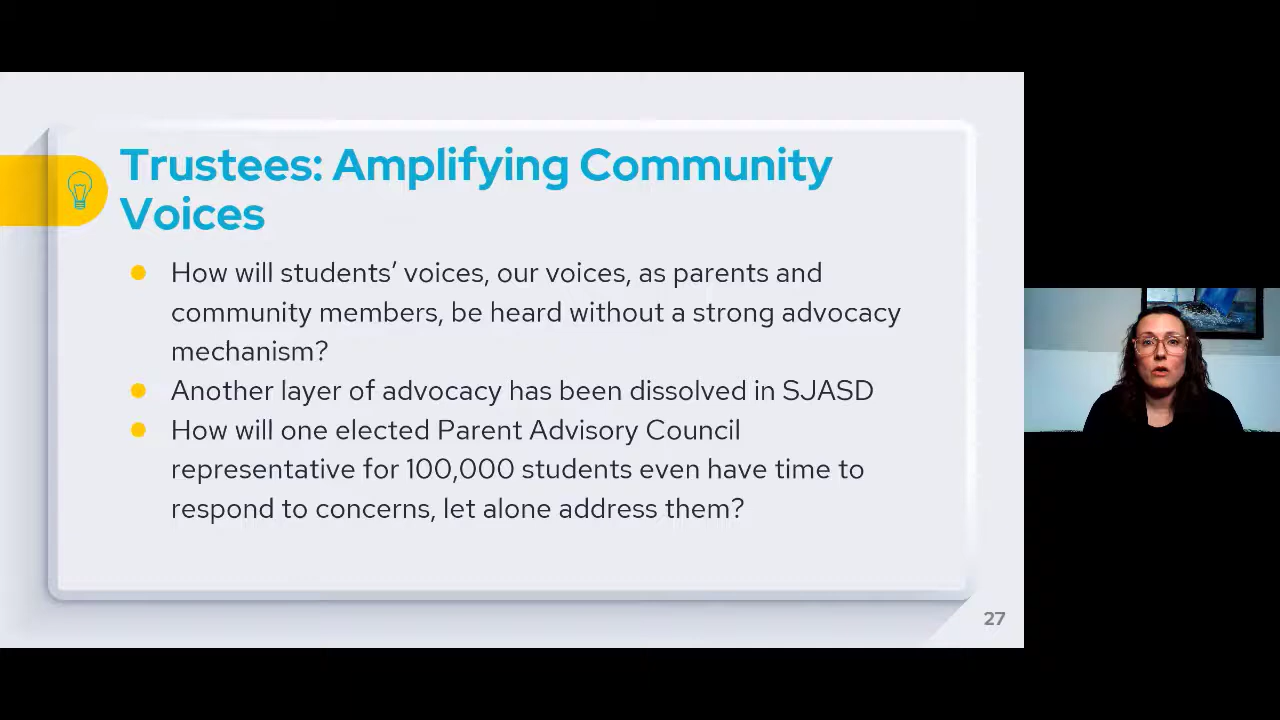 Trustees: Amplifying Community
Voices
How will students’ voices, our voices, as parents and
community members, be heard without a strong advocacy
mechanism?
Another layer of advocacy has been dissolved in SJASD
How will one elected Parent Advisory Council
representative for 100,000 students even have time to
respond to concerns, let alone address them?
27